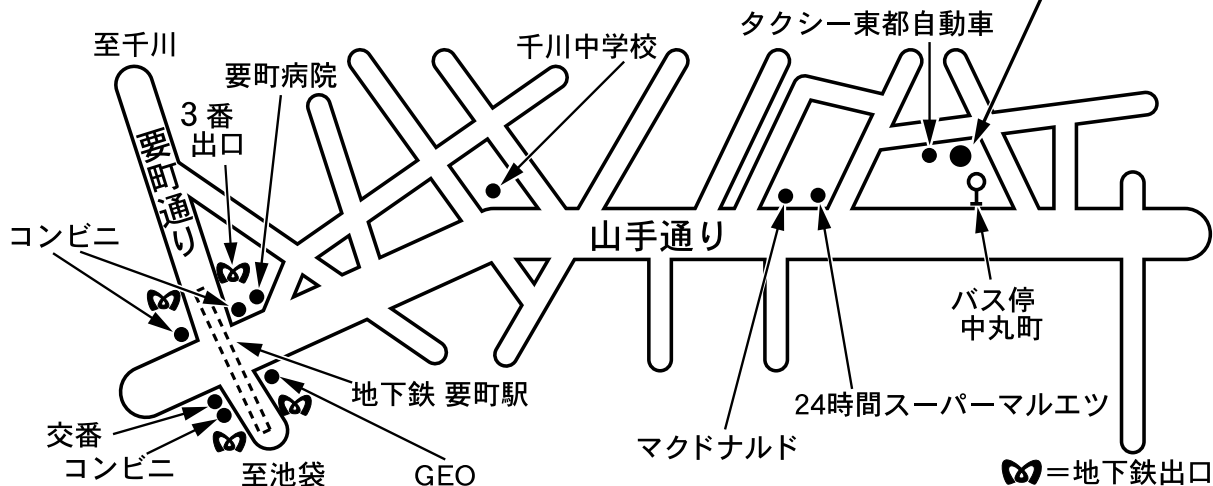 タクシー東都自動車
至千川
千川中学校
要町病院
3番
出口
要町通り
コンビニ
山手通り
バス停
中丸町
地下鉄 要町駅
24時間スーパーマルエツ
交番
マクドナルド
コンビニ
至池袋
GEO
=地下鉄出口